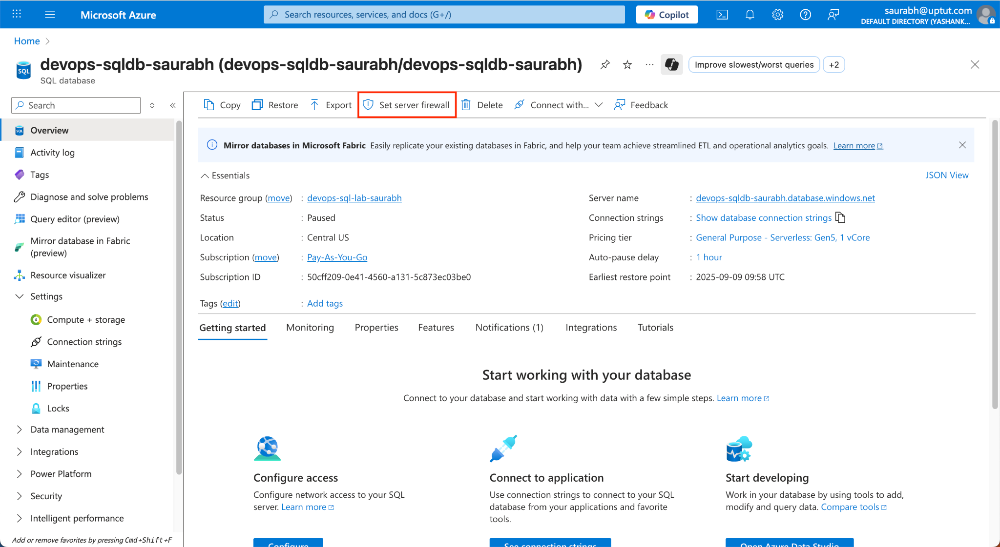 Microsoft Azure
Search resources, services, and docs (G+/)
Copilot
saurabh@uptut.com
DEFAULT DIRECTORY (YASHANK...
Home
devops-sqldb-saurabh (devops-sqldb-saurabh/devops-sqldb-saurabh)
Improve slowest/worst queries
+2
SQL
SQL database
Search
Copy
Restore
Export
Set server firewall
Delete
Connect with...
Feedback
Overview
Activity log
Tags
Diagnose and solve problems
Query editor (preview)
Mirror database in Fabric
(preview)
Resource visualizer
Settings
Compute + storage
Connection strings
Maintenance
Properties
Locks
Data management
Integrations
Power Platform
Security
Intelligent performance
Add or remove favorites by pressing Cmd+Shift+F
Mirror databases in Microsoft Fabric Easily replicate your existing databases in Fabric, and help your team achieve streamlined ETL and operational analytics goals. Learn more
Essentials
JSON View
Resource group (move) : devops-sql-lab-saurabh
Status : Paused
Location : Central US
Subscription (move) : Pay-As-You-Go
Subscription ID : 50cff209-0e41-4560-a131-5c873ec03be0
Server name : devops-sqldb-saurabh.database.windows.net
Connection strings : Show database connection strings
Pricing tier : General Purpose - Serverless: Gen5, 1 vCore
Auto-pause delay : 1 hour
Earliest restore point : 2025-09-09 09:58 UTC
Tags (edit) : Add tags
Getting started
Monitoring
Properties
Features
Notifications (1)
Integrations
Tutorials
Start working with your database
Connect to your database and start working with data with a few simple steps. Learn more
Configure access
Configure network access to your SQL
server. Learn more
Configure
Connect to application
Use connection strings to connect to your SQL
database from your applications and favorite
tools.
See connection strings
Start developing
Work in your database by using tools to add,
modify and query data. Compare tools
Open Azure Data Studio